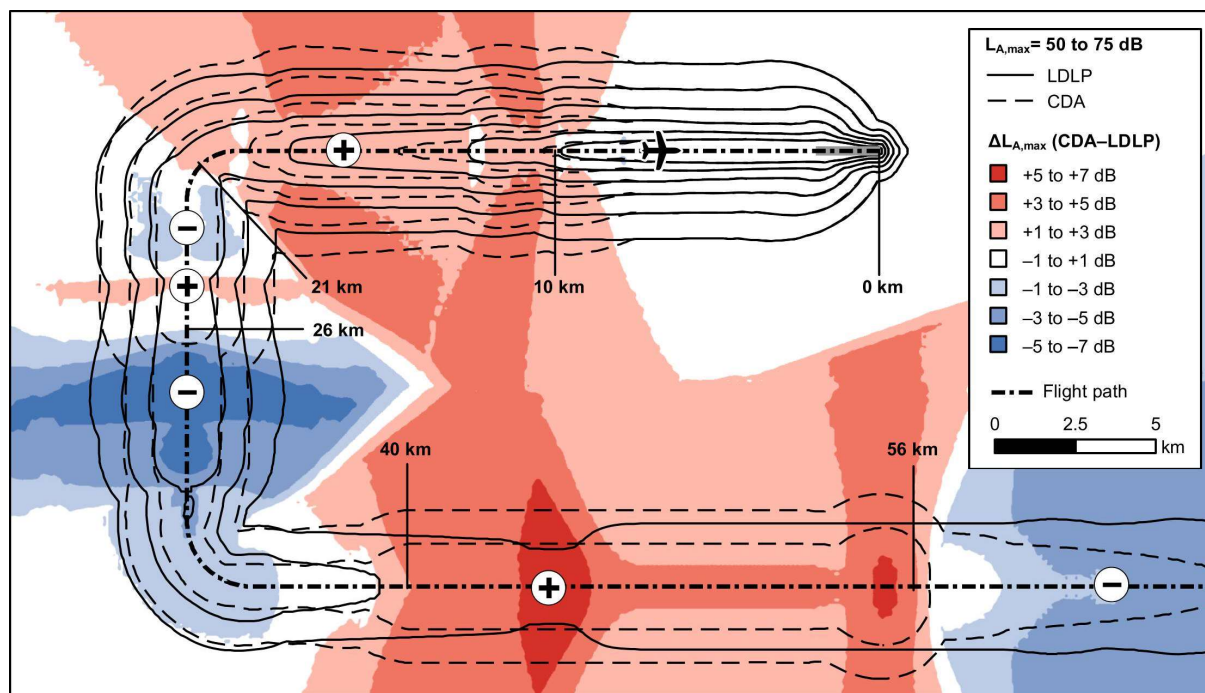 L_A,max = 50 to 75 dB
LDLP
CDA
ΔL_A,max (CDA–LDLP)
+5 to +7 dB
+3 to +5 dB
+1 to +3 dB
–1 to +1 dB
–1 to –3 dB
–3 to –5 dB
–5 to –7 dB
Flight path
0 2.5 5
km
+
–
+
21 km 10 km 0 km
26 km
–
40 km 56 km
+ –